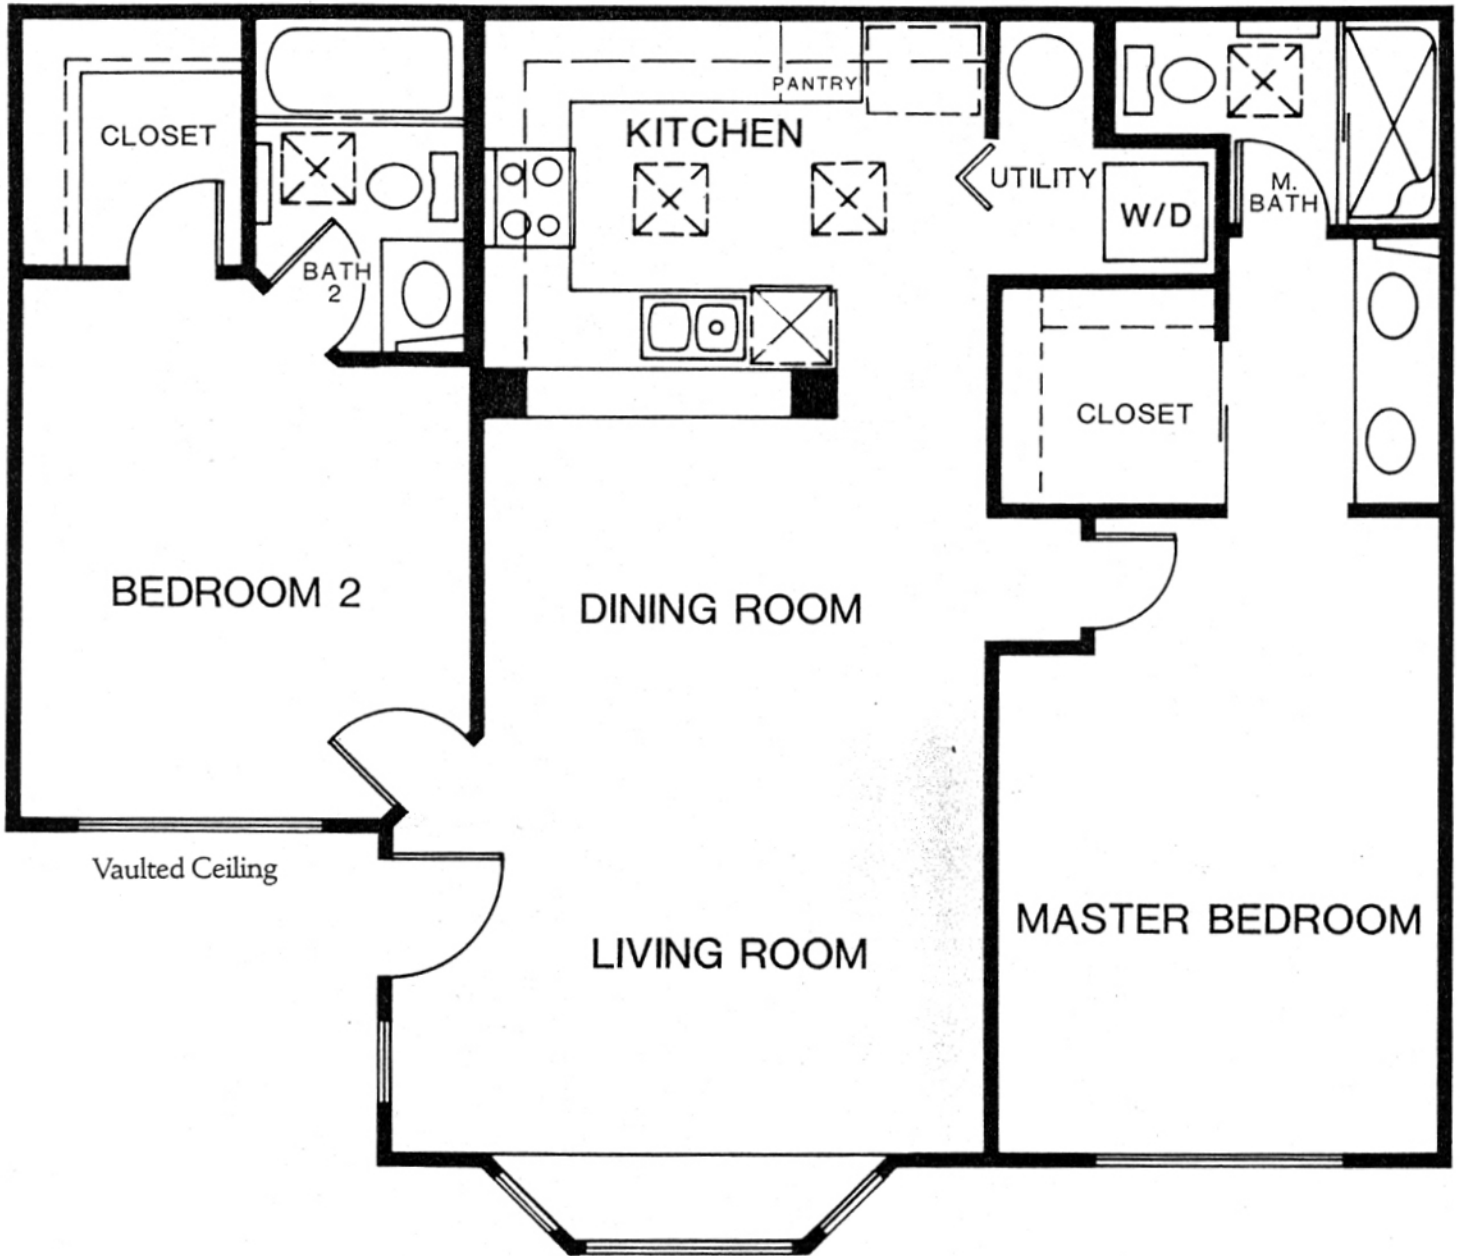 PANTRY
CLOSET
KITCHEN
UTILITY
M.
BATH
W/D
BATH
2
CLOSET
BEDROOM 2
DINING ROOM
Vaulted Ceiling
MASTER BEDROOM
LIVING ROOM